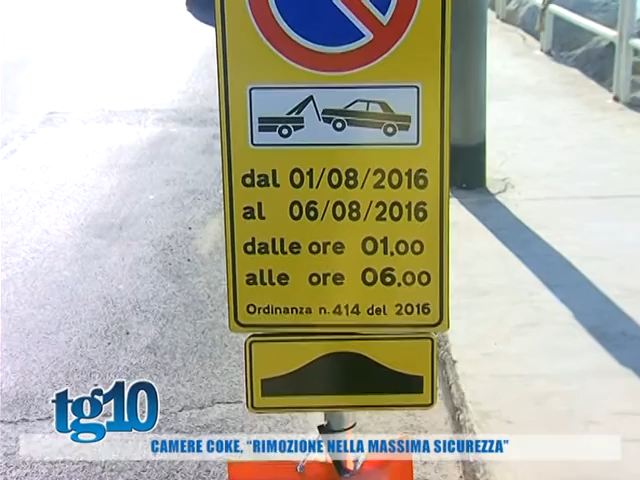 dal 01/08/2016
al 06/08/2016
dalle ore 01.00
alle ore 06.00
Ordinanza n.414 del 2016
tg10
CAMERE COKE, "RIMOZIONE NELLA MASSIMA SICUREZZA"